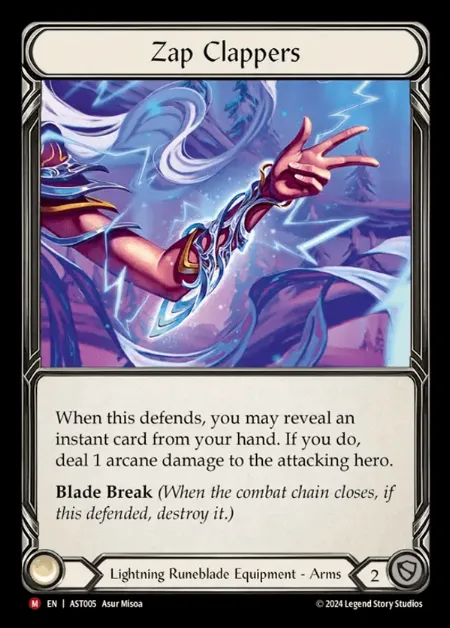 Zap Clappers
When this defends, you may reveal an
instant card from your hand. If you do,
deal 1 arcane damage to the attacking hero.
Blade Break (When the combat chain closes, if
this defended, destroy it.)
Lightning Runeblade Equipment - Arms
2
M EN | AST005 Asur Misoa
© 2024 Legend Story Studios